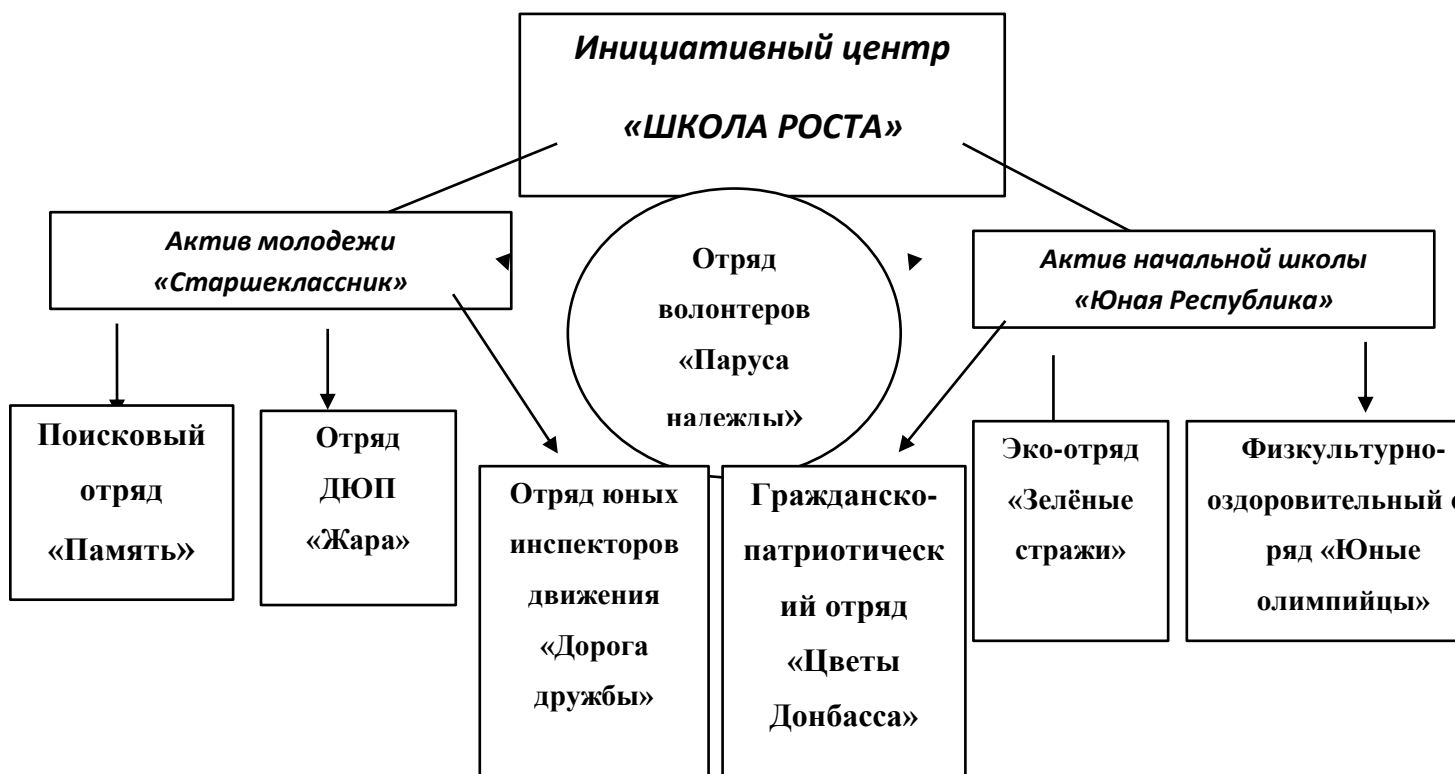 Инициативный центр
«ШКОЛА РОСТА»
Актив молодежи
«Старшеклассник»
Отряд
волонтеров
«Паруса
надежды»
Актив начальной школы
«Юная Республика»
Поисковый
отряд
«Память»
Отряд
ДЮП
«Жара»
Отряд юных
инспекторов
движения
«Дорога
дружбы»
Гражданско-
патриотическ
ий отряд
«Цветы
Донбасса»
Эко-отряд
«Зелёные
стражи»
Физкультурно-
оздоровительный
ряд «Юные
олимпийцы»